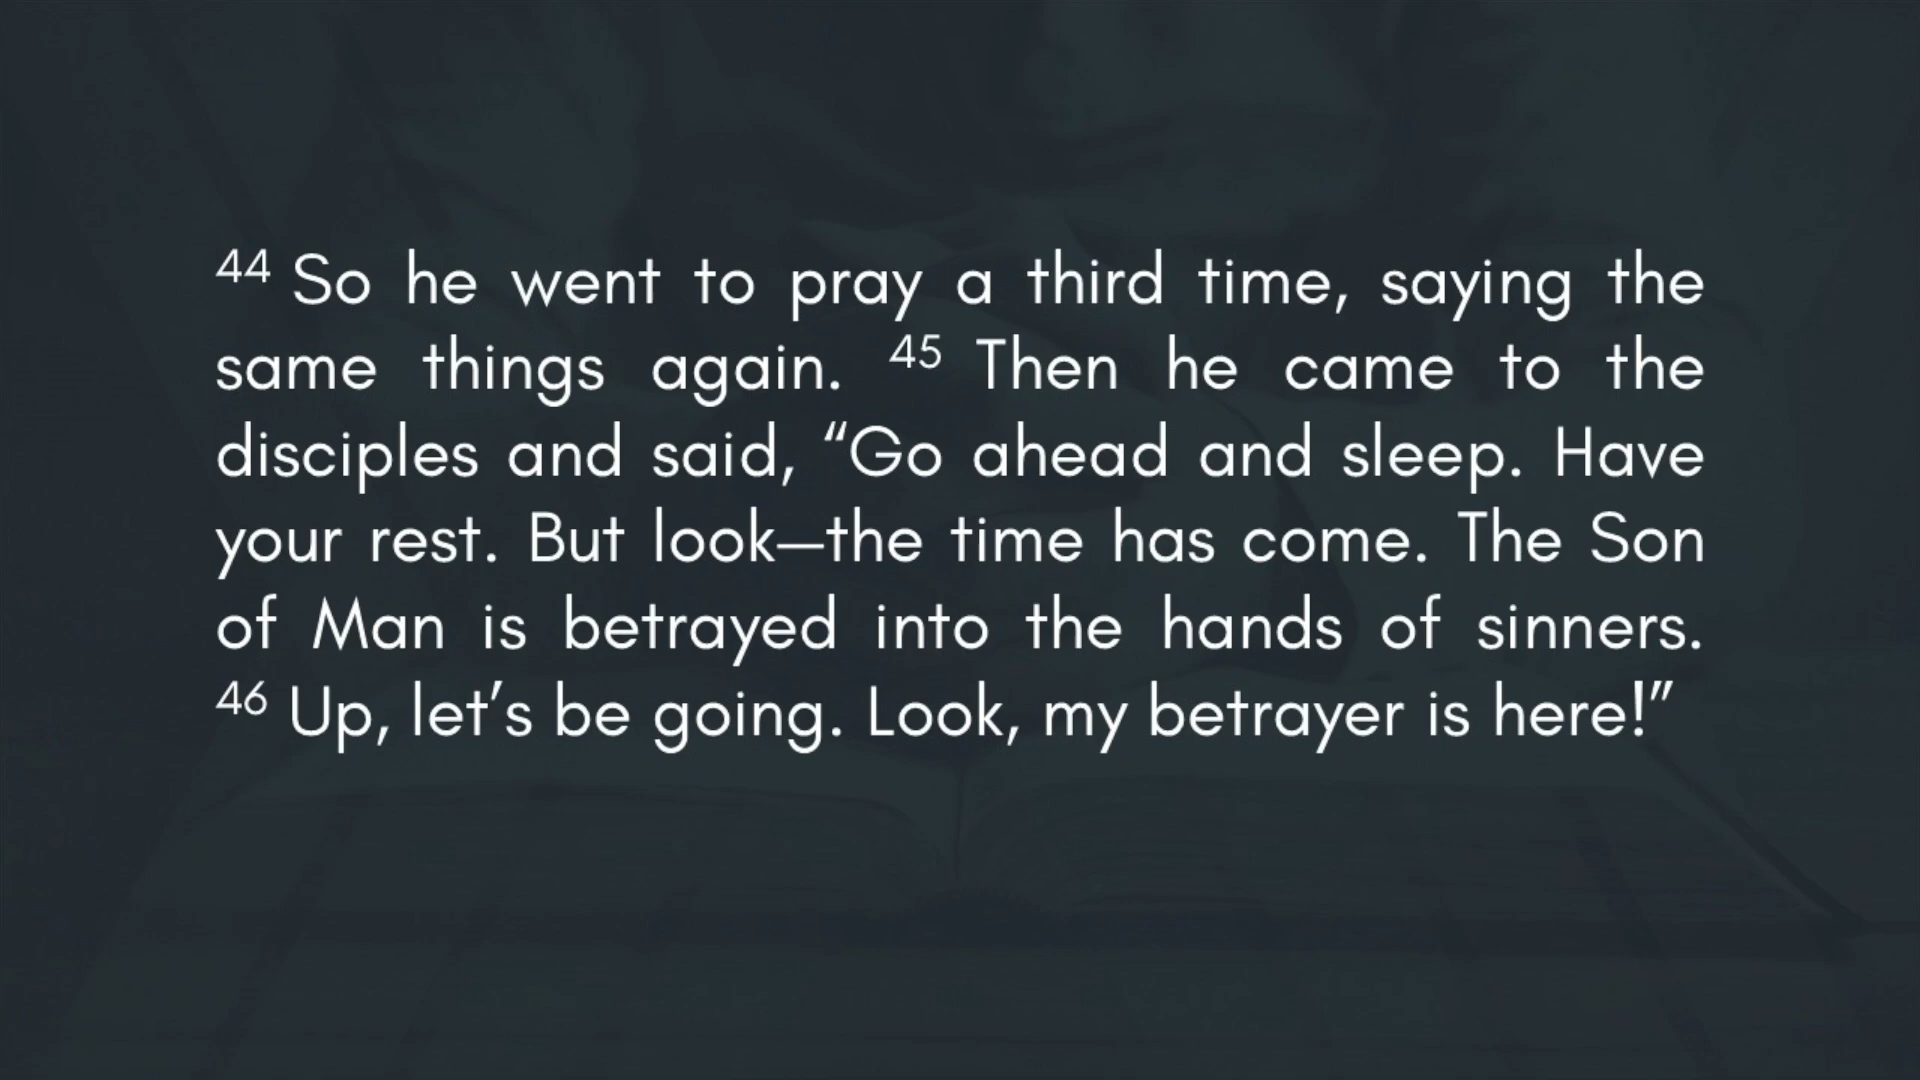 44 So he went to pray a third time, saying the
same things again. 45 Then he came to the
disciples and said, “Go ahead and sleep. Have
your rest. But look—the time has come. The Son
of Man is betrayed into the hands of sinners.
46 Up, let’s be going. Look, my betrayer is here!”